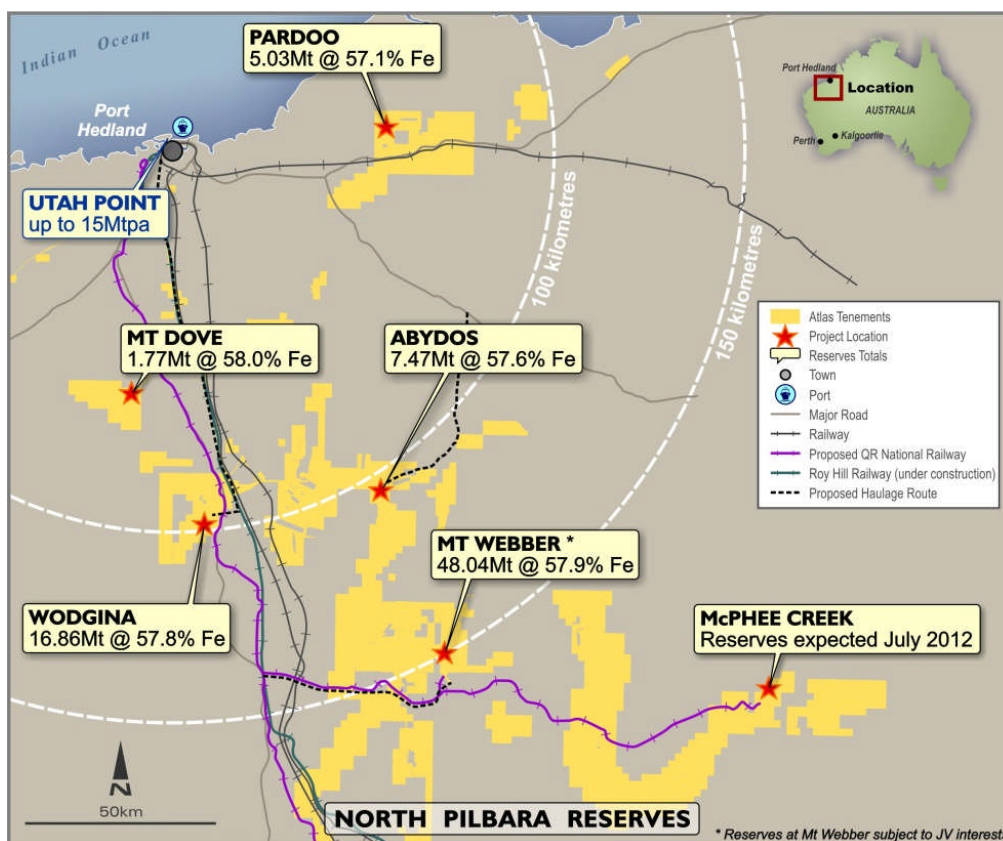 Indian Ocean
PARDOO
5.03Mt @ 57.1% Fe
Port Hedland
Location
AUSTRALIA
Perth
Kalgoorlie
Port
Hedland
UTAH POINT
up to 15Mtpa
100 kilometres
150 kilometres
MT DOVE
1.77Mt @ 58.0% Fe
ABYDOS
7.47Mt @ 57.6% Fe
Atlas Tenements
Project Location
Reserves Totals
Town
Port
Major Road
Railway
Proposed QR National Railway
Roy Hill Railway (under construction)
Proposed Haulage Route
MT WEBBER *
48.04Mt @ 57.9% Fe
WODGINA
16.86Mt @ 57.8% Fe
McPHEE CREEK
Reserves expected July 2012
N
50km
NORTH PILBARA RESERVES
* Reserves at Mt Webber subject to JV interests